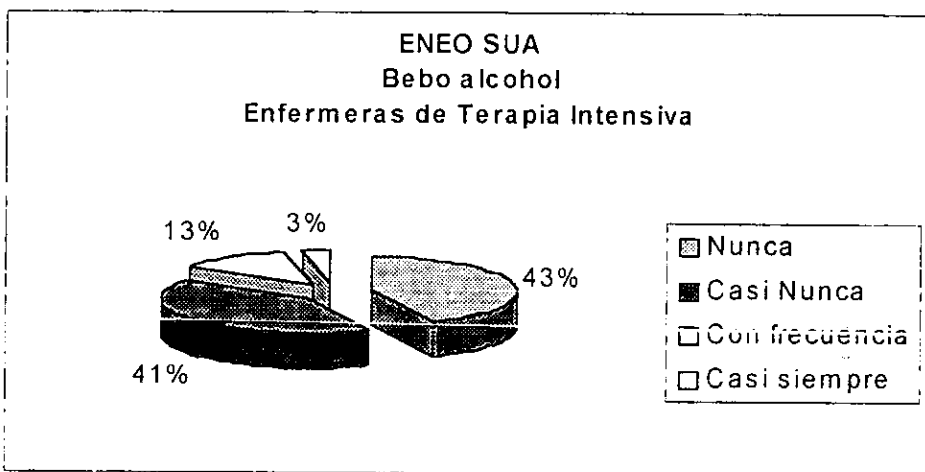 ENEO SUA
Bebo alcohol
Enfermeras de Terapia Intensiva
13%
3%
43%
41%
Nunca
Casi Nunca
Con frecuencia
Casi siempre